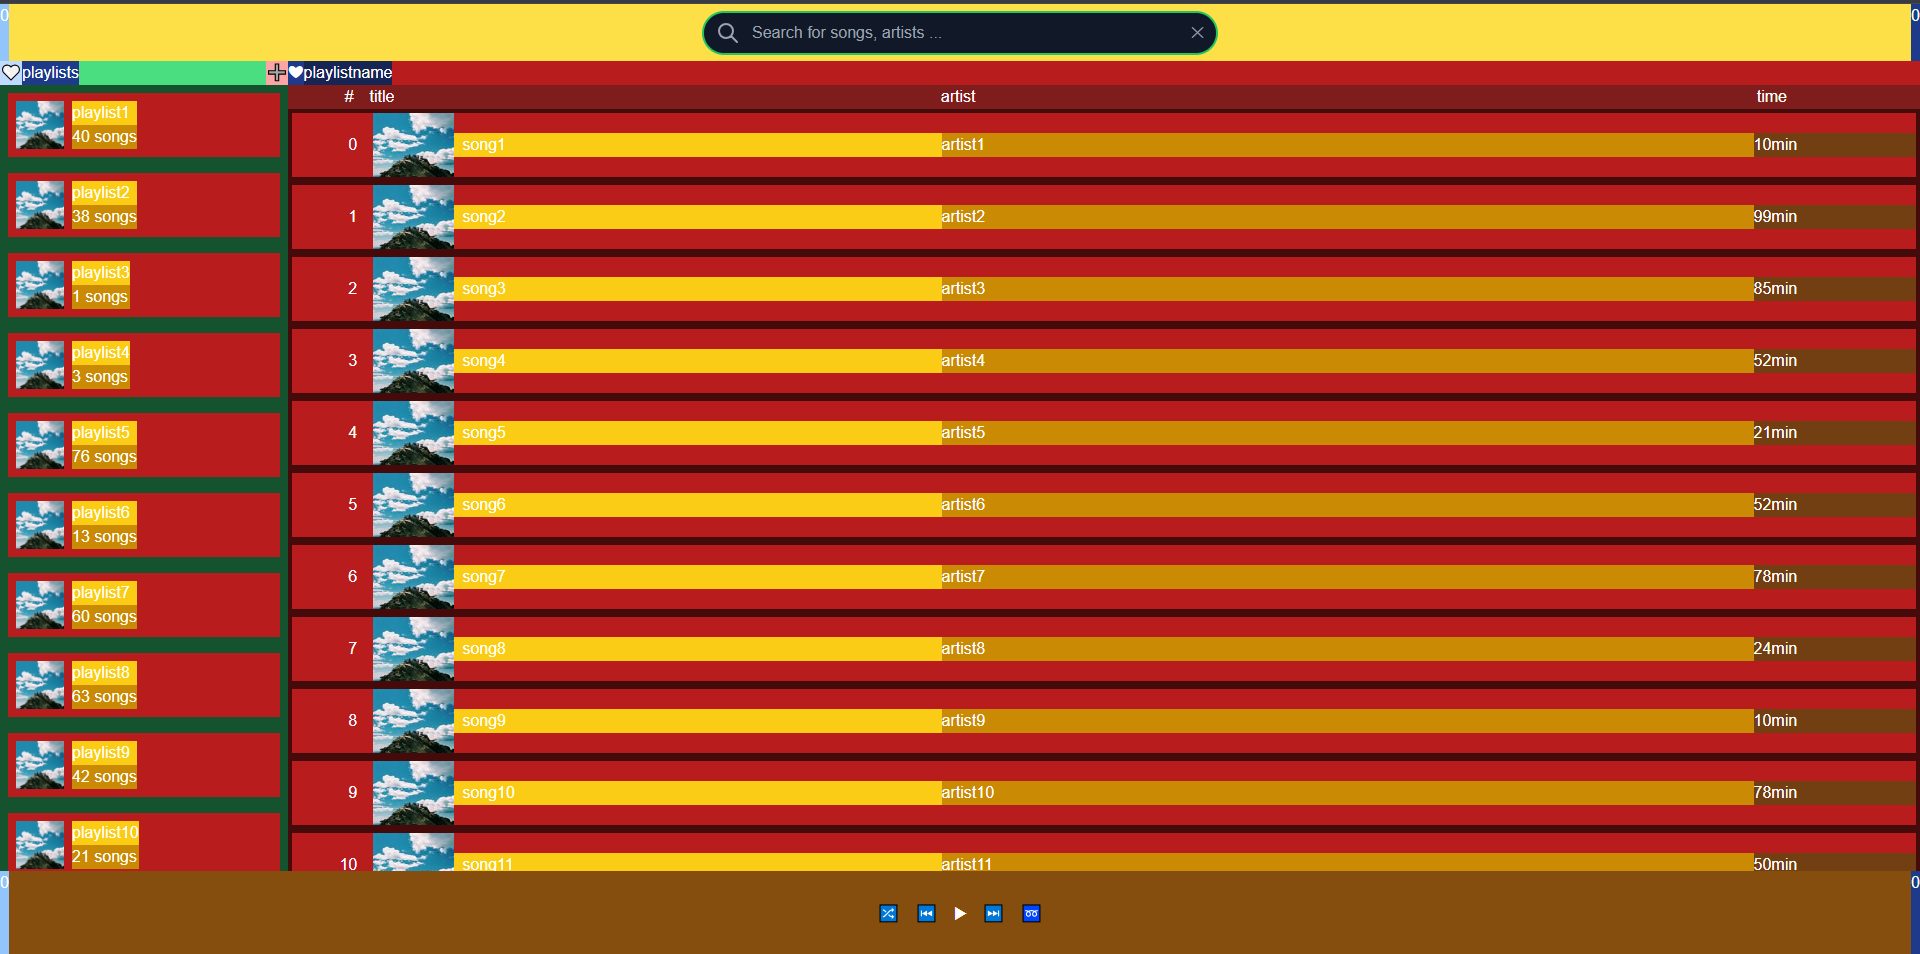 0
Search for songs, artists ...
0
playlists
playlistname
# title artist time
playlist1
40 songs
playlist2
38 songs
playlist3
1 songs
playlist4
3 songs
playlist5
76 songs
playlist6
13 songs
playlist7
60 songs
playlist8
63 songs
playlist9
42 songs
playlist10
21 songs
0 song1 artist1 10min
1 song2 artist2 99min
2 song3 artist3 85min
3 song4 artist4 52min
4 song5 artist5 21min
5 song6 artist6 52min
6 song7 artist7 78min
7 song8 artist8 24min
8 song9 artist9 10min
9 song10 artist10 78min
10 song11 artist11 50min
0
0